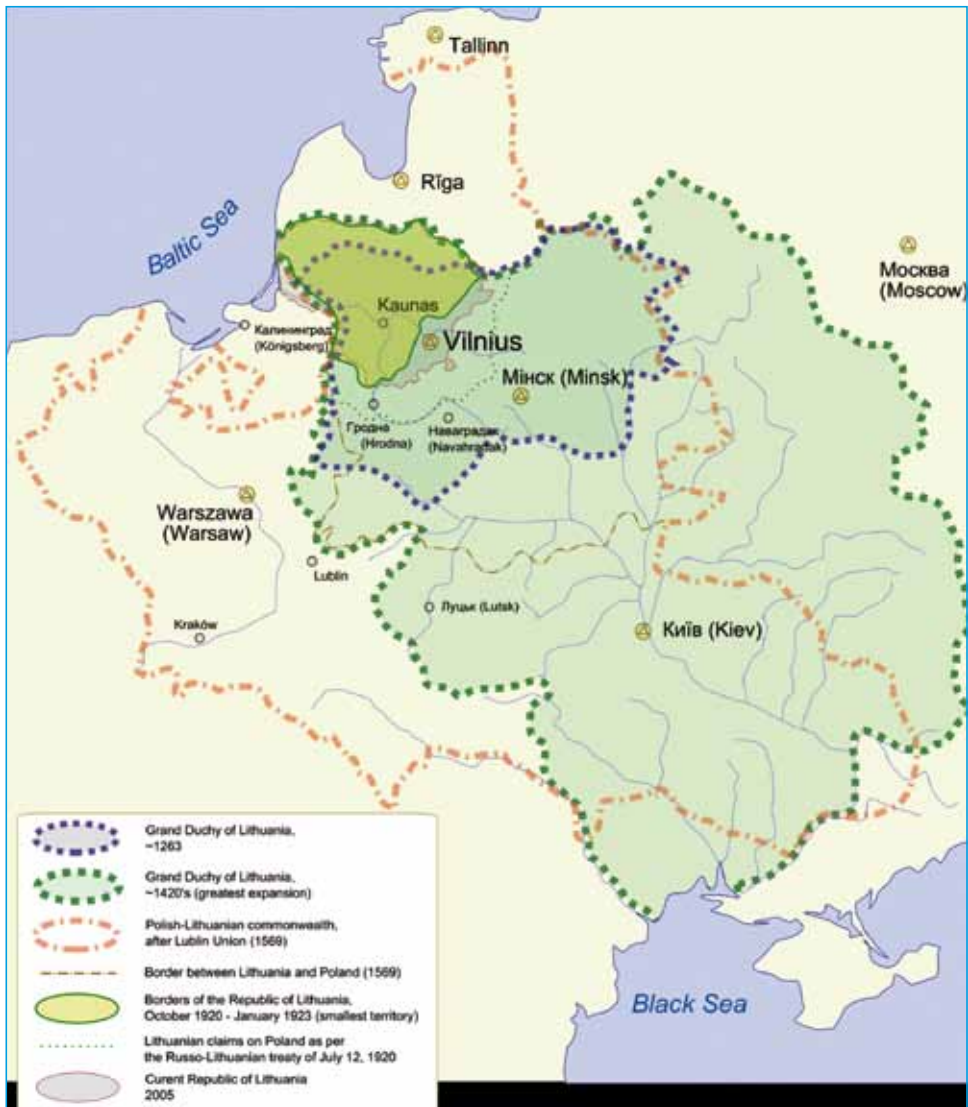 Tallinn
Rīga
Baltic Sea
Москва
(Moscow)
Kaunas
Калининград
(Königsberg)
Vilnius
Мiнск (Minsk)
Гродна
(Hrodna)
Наваградак
(Navahradak)
Warszawa
(Warsaw)
Lublin
Луцьк (Lutsk)
Київ (Kiev)
Kraków
Grand Duchy of Lithuania,
~1263
Grand Duchy of Lithuania,
~1420's (greatest expansion)
Polish-Lithuanian commonwealth,
after Lublin Union (1569)
Border between Lithuania and Poland (1569)
Borders of the Republic of Lithuania,
October 1920 - January 1923 (smallest territory)
Lithuanian claims on Poland as per
the Russo-Lithuanian treaty of July 12, 1920
Curent Republic of Lithuania
2005
Black Sea